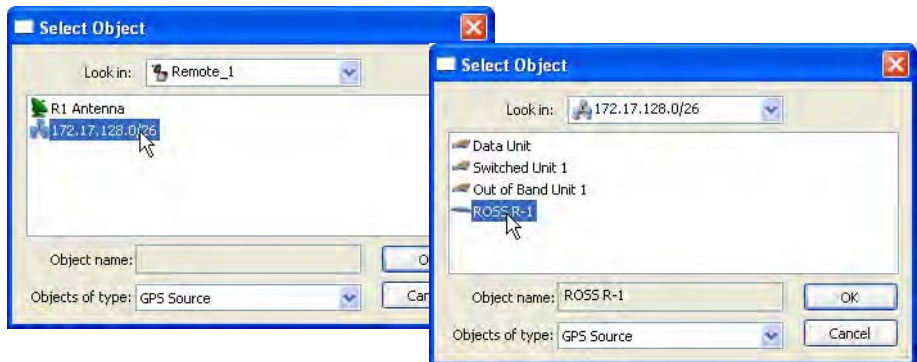 Select Object
Look in: Remote_1
R1 Antenna
172.17.128.0/26
Object name:
Objects of type: GPS Source
Select Object
Look in: 172.17.128.0/26
Data Unit
Switched Unit 1
Out of Band Unit 1
ROSS R-1
Object name: ROSS R-1 OK
Objects of type: GPS Source Cancel